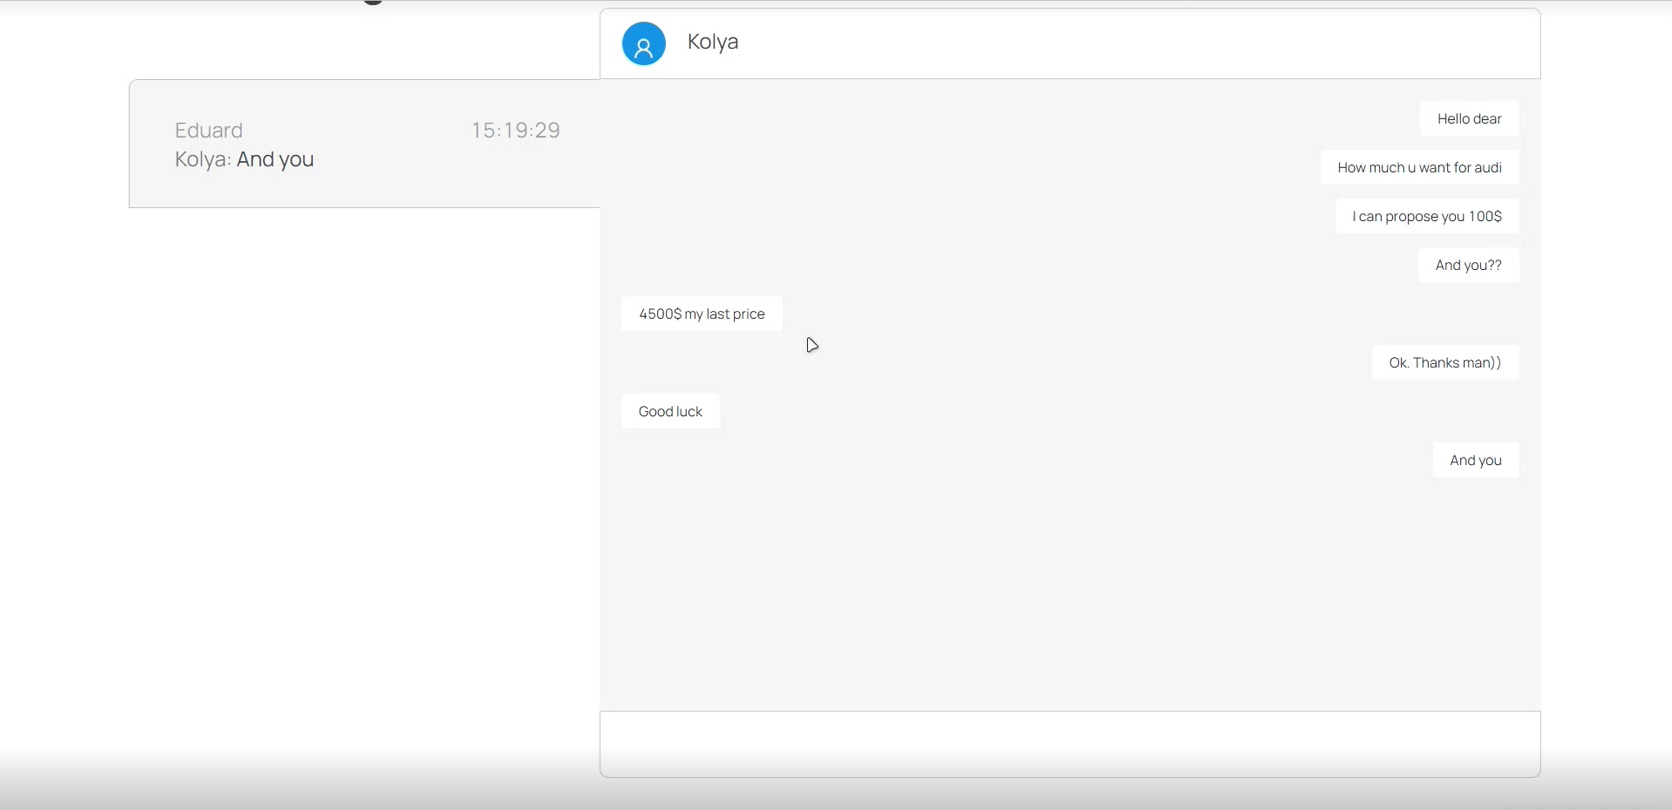 Kolya
Eduard 15:19:29
Kolya: And you
Hello dear
How much u want for audi
I can propose you 100$
And you??
4500$ my last price
Ok. Thanks man))
Good luck
And you